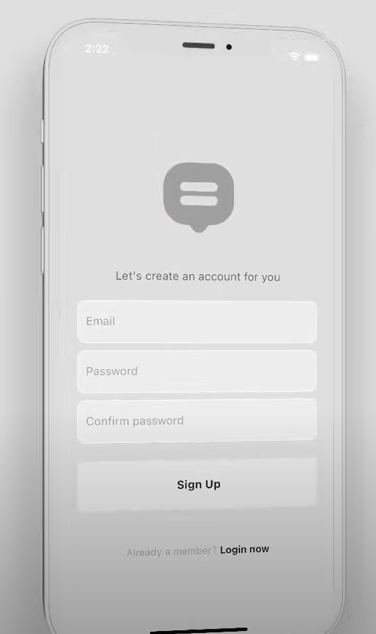 2:22
Let's create an account for you
Email
Password
Confirm password
Sign Up
Already a member? Login now